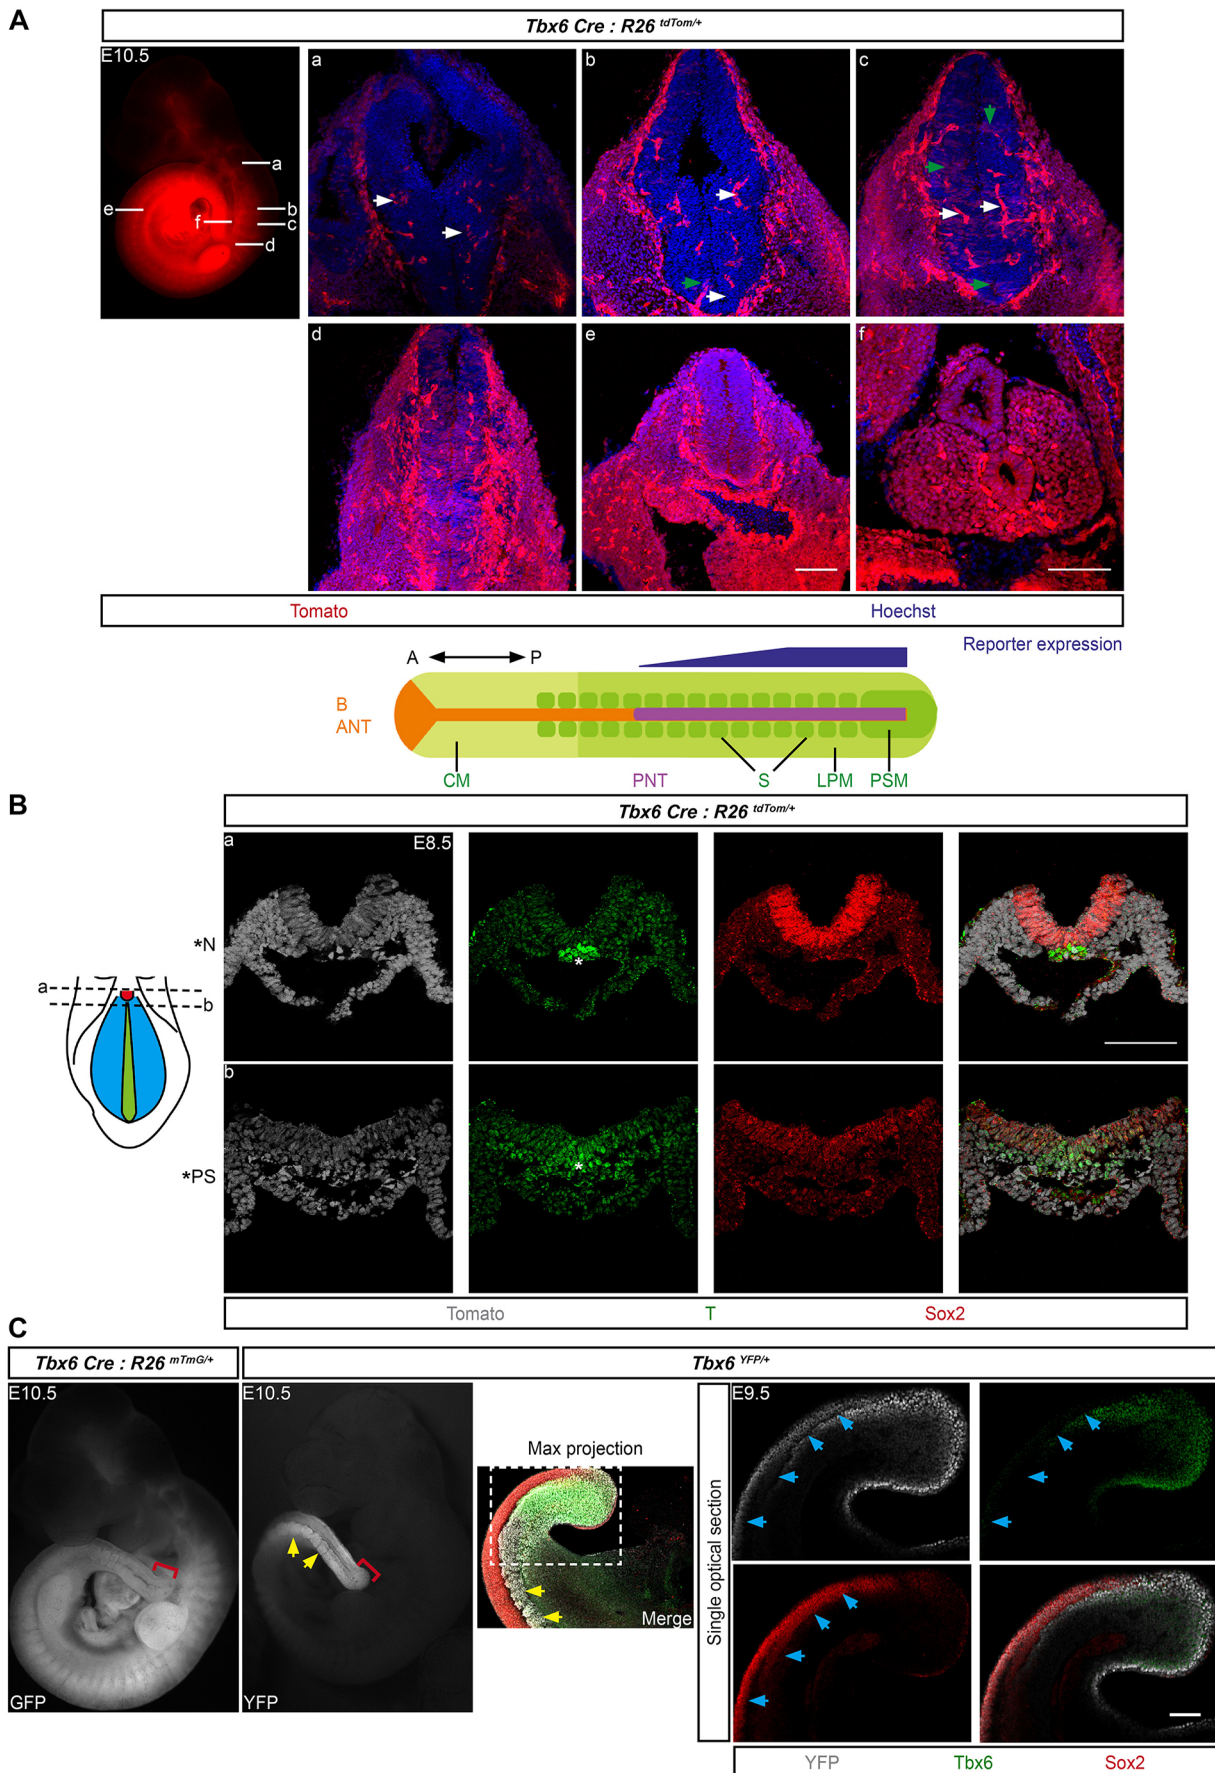 A
Tbx6 Cre : R26 tdTom/+
E10.5
a
b
c
d
e
f
a
b
c
d
e
f
Tomato
Hoechst
Reporter expression
A
P
B
ANT
CM
PNT
S
LPM
PSM
B
Tbx6 Cre : R26 tdTom/+
a
E8.5
*N
*
a
b
b
*PS
*
Tomato
T
Sox2
C
Tbx6 Cre : R26 mTmG/+
Tbx6 YFP/+
E10.5
GFP
E10.5
YFP
Max projection
Merge
Single optical section
E9.5
YFP
Tbx6
Sox2